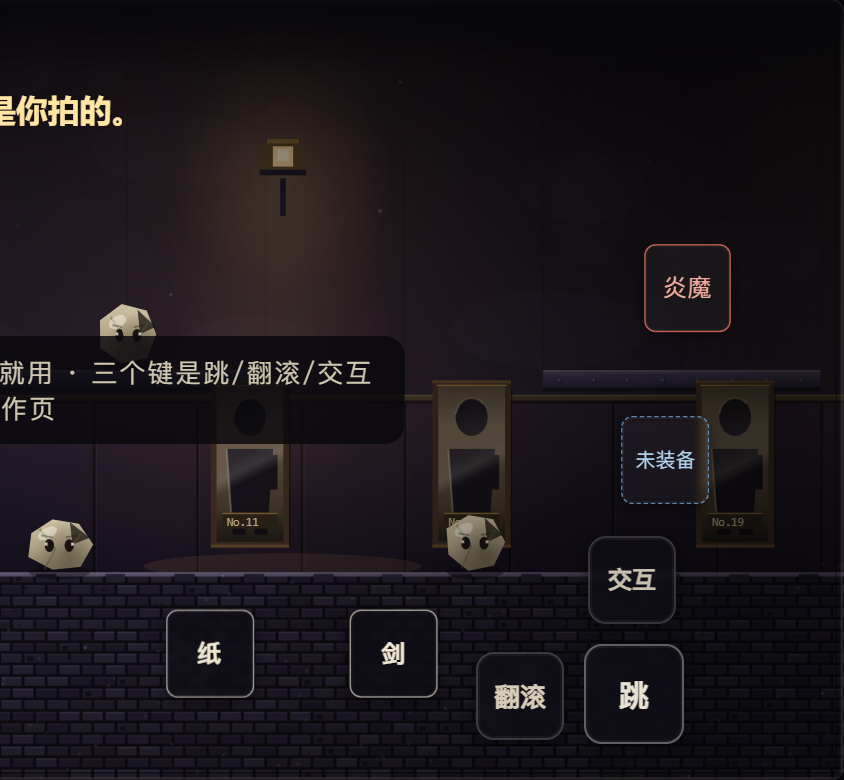 是你拍的。
炎魔
就用 · 三个键是跳/翻滚/交互
作页
未装备
No.11
No.19
交互
纸
剑
翻滚
跳